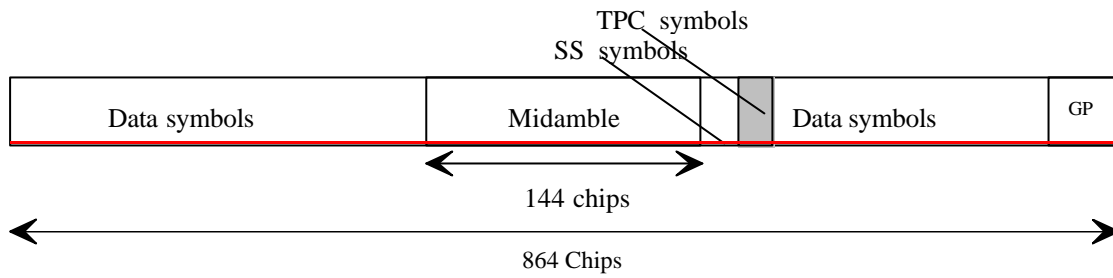 TPC symbols
SS symbols
Data symbols
Midamble
Data symbols
GP
144 chips
864 Chips